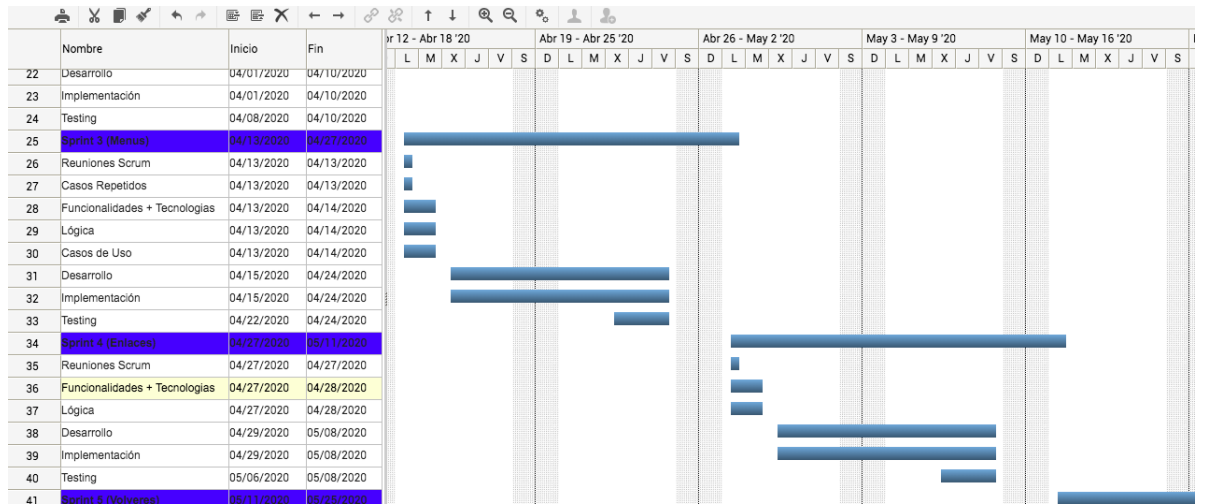 Nombre Inicio Fin
r 12 - Abr 18 '20 Abr 19 - Abr 25 '20 Abr 26 - May 2 '20 May 3 - May 9 '20 May 10 - May 16 '20
L M X J V S D L M X J V S D L M X J V S D L M X J V S D L M X J V S
22 Desarrollo 04/01/2020 04/10/2020
23 Implementación 04/01/2020 04/10/2020
24 Testing 04/08/2020 04/10/2020
25 Sprint 3 (Menus) 04/13/2020 04/27/2020
26 Reuniones Scrum 04/13/2020 04/13/2020
27 Casos Repetidos 04/13/2020 04/13/2020
28 Funcionalidades + Tecnologias 04/13/2020 04/14/2020
29 Lógica 04/13/2020 04/14/2020
30 Casos de Uso 04/13/2020 04/14/2020
31 Desarrollo 04/15/2020 04/24/2020
32 Implementación 04/15/2020 04/24/2020
33 Testing 04/22/2020 04/24/2020
34 Sprint 4 (Enlaces) 04/27/2020 05/11/2020
35 Reuniones Scrum 04/27/2020 04/27/2020
36 Funcionalidades + Tecnologias 04/27/2020 04/28/2020
37 Lógica 04/27/2020 04/28/2020
38 Desarrollo 04/29/2020 05/08/2020
39 Implementación 04/29/2020 05/08/2020
40 Testing 05/06/2020 05/08/2020
41 Sprint 5 (Volveres) 05/11/2020 05/25/2020